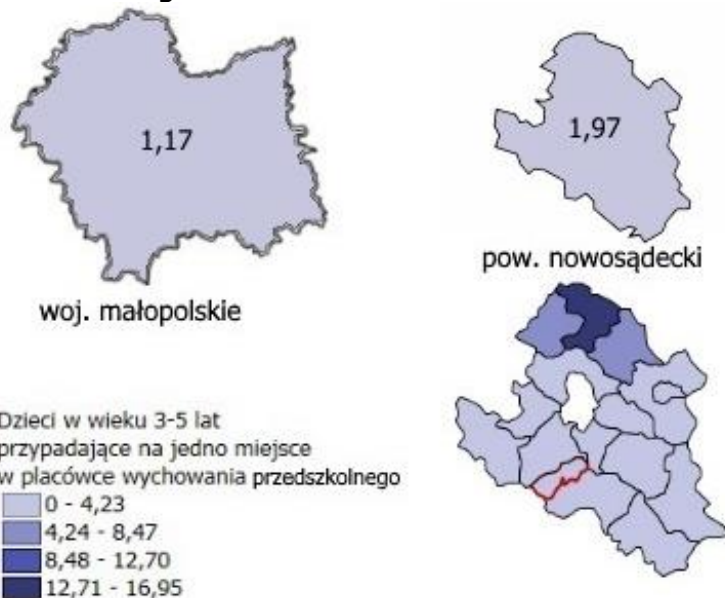 1,17
1,97
woj. małopolskie
pow. nowosądecki
Dzieci w wieku 3-5 lat
przypadające na jedno miejsce
w placówce wychowania przedszkolnego
0 - 4,23
4,24 - 8,47
8,48 - 12,70
12,71 - 16,95